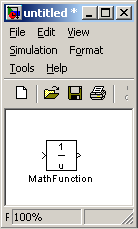 untitled *
File Edit View
Simulation Format
Tools Help
1
u
MathFunction
F 100%